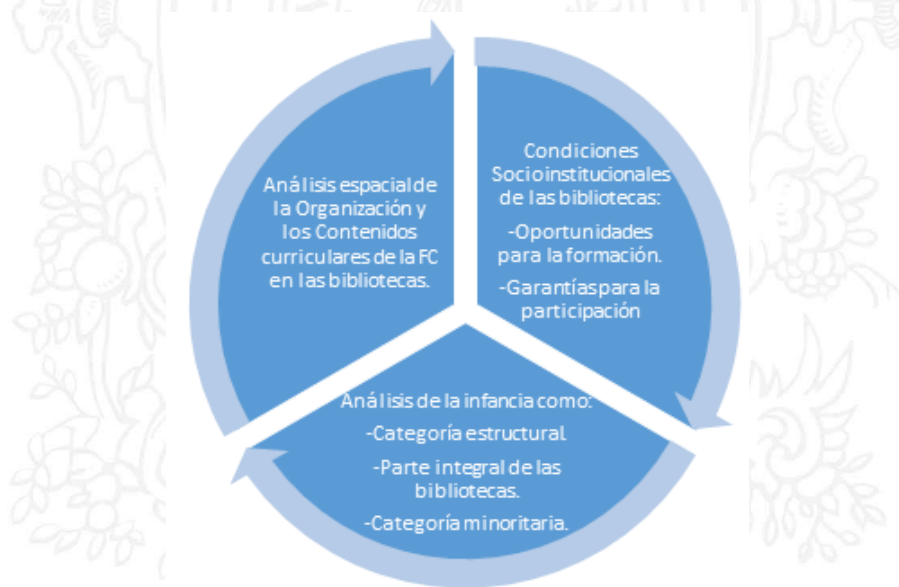 Análisis espacial de
la Organización y
los Contenidos
curriculares de la FC
en las bibliotecas.
Condiciones
Socioinstitucionales
de las bibliotecas:
-Oportunidades
para la formación.
-Garantías para la
participación
Análisis de la infancia como:
-Categoría estructural.
-Parte integral de las
bibliotecas.
-Categoría minoritaria.